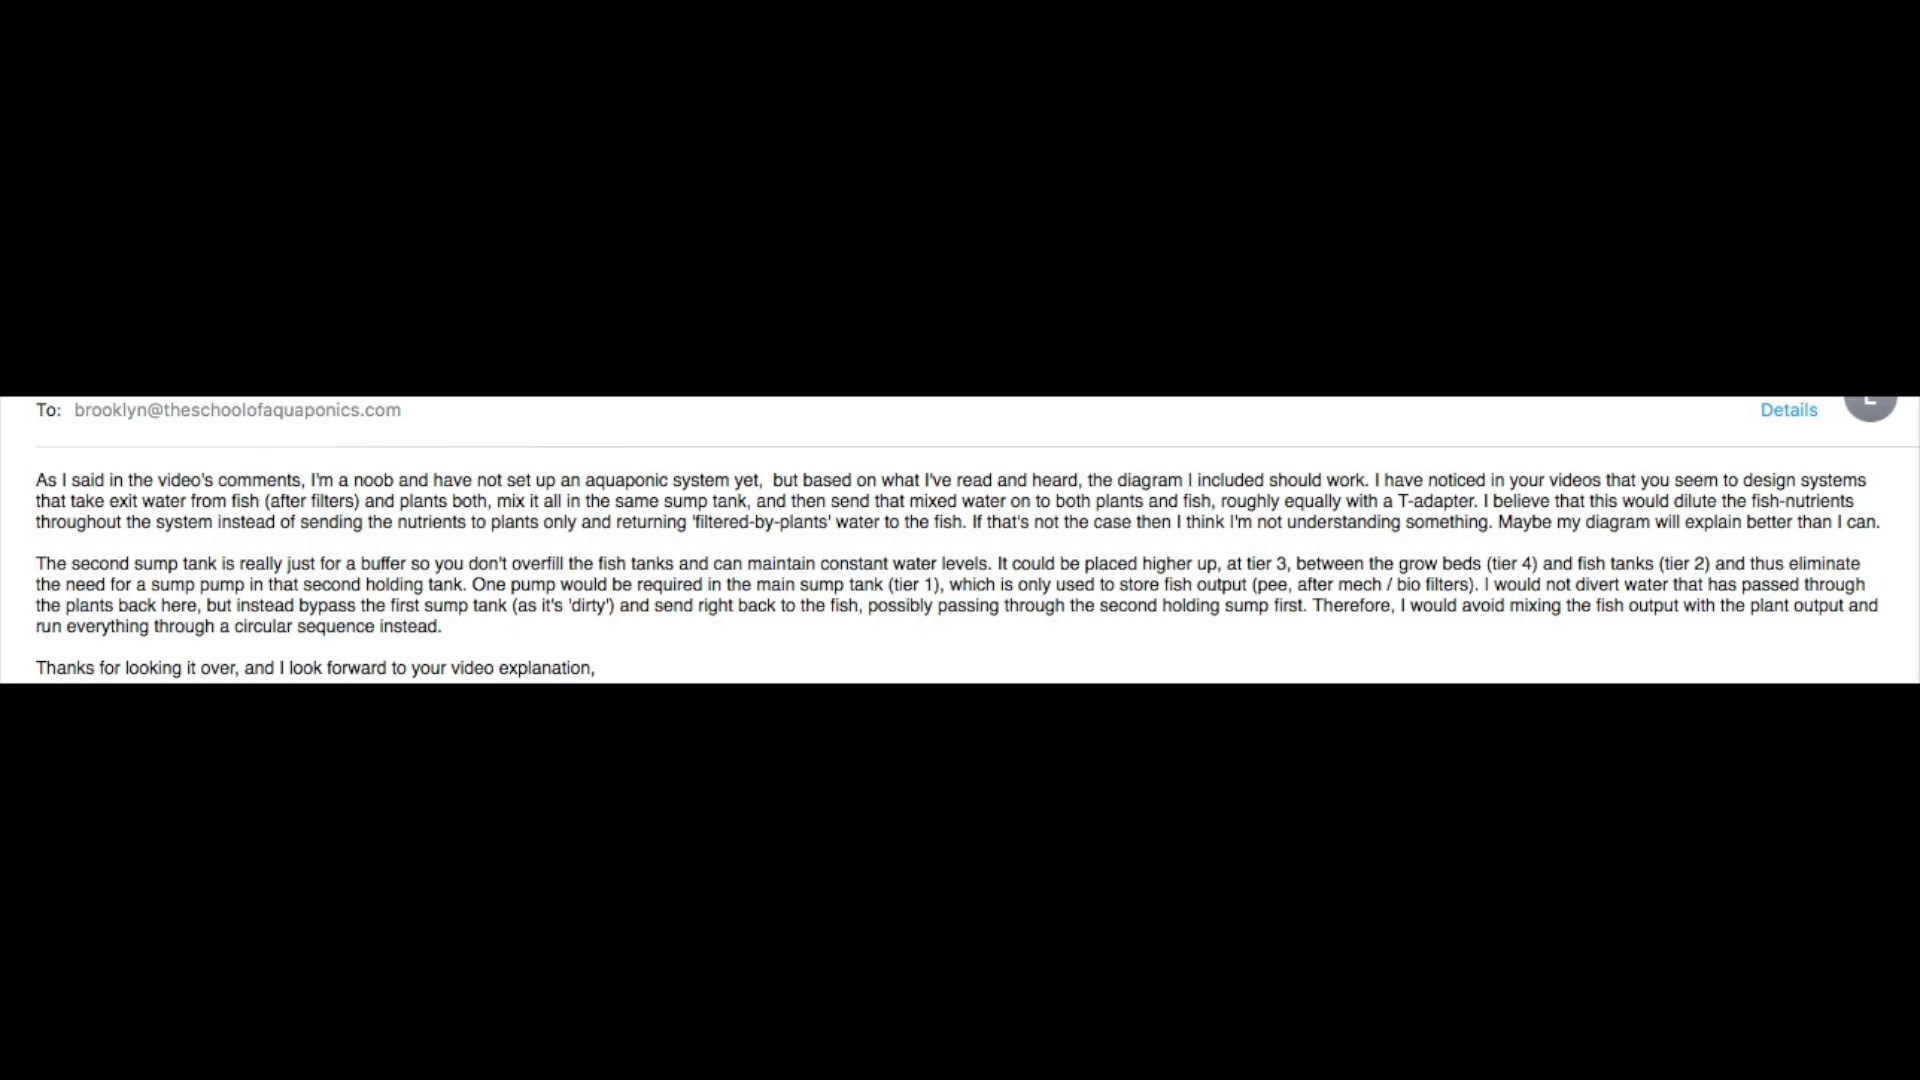 To: brooklyn@theschoolofaquaponics.com Details
As I said in the video's comments, I'm a noob and have not set up an aquaponic system yet,  but based on what I've read and heard, the diagram I included should work. I have noticed in your videos that you seem to design systems
that take exit water from fish (after filters) and plants both, mix it all in the same sump tank, and then send that mixed water on to both plants and fish, roughly equally with a T-adapter. I believe that this would dilute the fish-nutrients
throughout the system instead of sending the nutrients to plants only and returning 'filtered-by-plants' water to the fish. If that's not the case then I think I'm not understanding something. Maybe my diagram will explain better than I can.
The second sump tank is really just for a buffer so you don't overfill the fish tanks and can maintain constant water levels. It could be placed higher up, at tier 3, between the grow beds (tier 4) and fish tanks (tier 2) and thus eliminate
the need for a sump pump in that second holding tank. One pump would be required in the main sump tank (tier 1), which is only used to store fish output (pee, after mech / bio filters). I would not divert water that has passed through
the plants back here, but instead bypass the first sump tank (as it's 'dirty') and send right back to the fish, possibly passing through the second holding sump first. Therefore, I would avoid mixing the fish output with the plant output and
run everything through a circular sequence instead.
Thanks for looking it over, and I look forward to your video explanation,